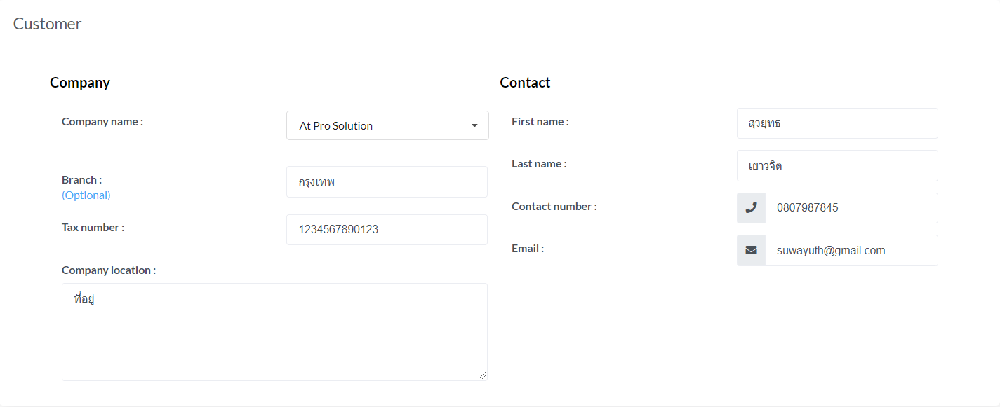 Customer
Company
Company name :
At Pro Solution
Branch :
(Optional)
กรุงเทพ
Tax number :
1234567890123
Company location :
ที่อยู่
Contact
First name :
สุวยุทธ
Last name :
เยาวจิต
Contact number :
0807987845
Email :
suwayuth@gmail.com